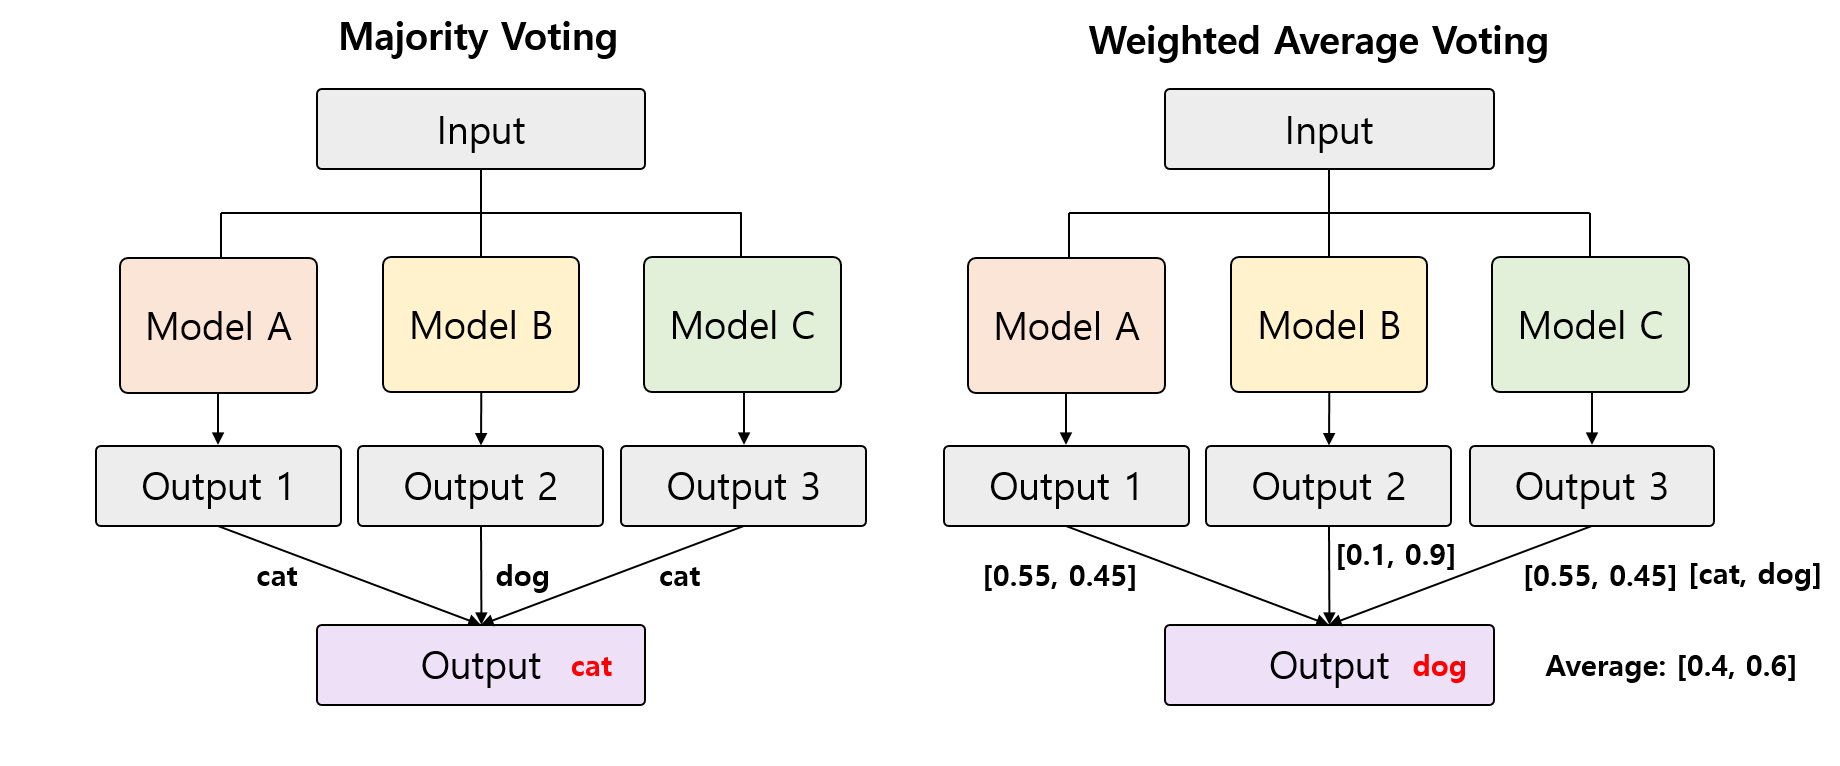 Majority Voting
Input
Model A
Model B
Model C
Output 1
Output 2
Output 3
cat
dog
cat
Output cat
Weighted Average Voting
Input
Model A
Model B
Model C
Output 1
Output 2
Output 3
[0.55, 0.45]
[0.1, 0.9]
[0.55, 0.45] [cat, dog]
Output dog
Average: [0.4, 0.6]